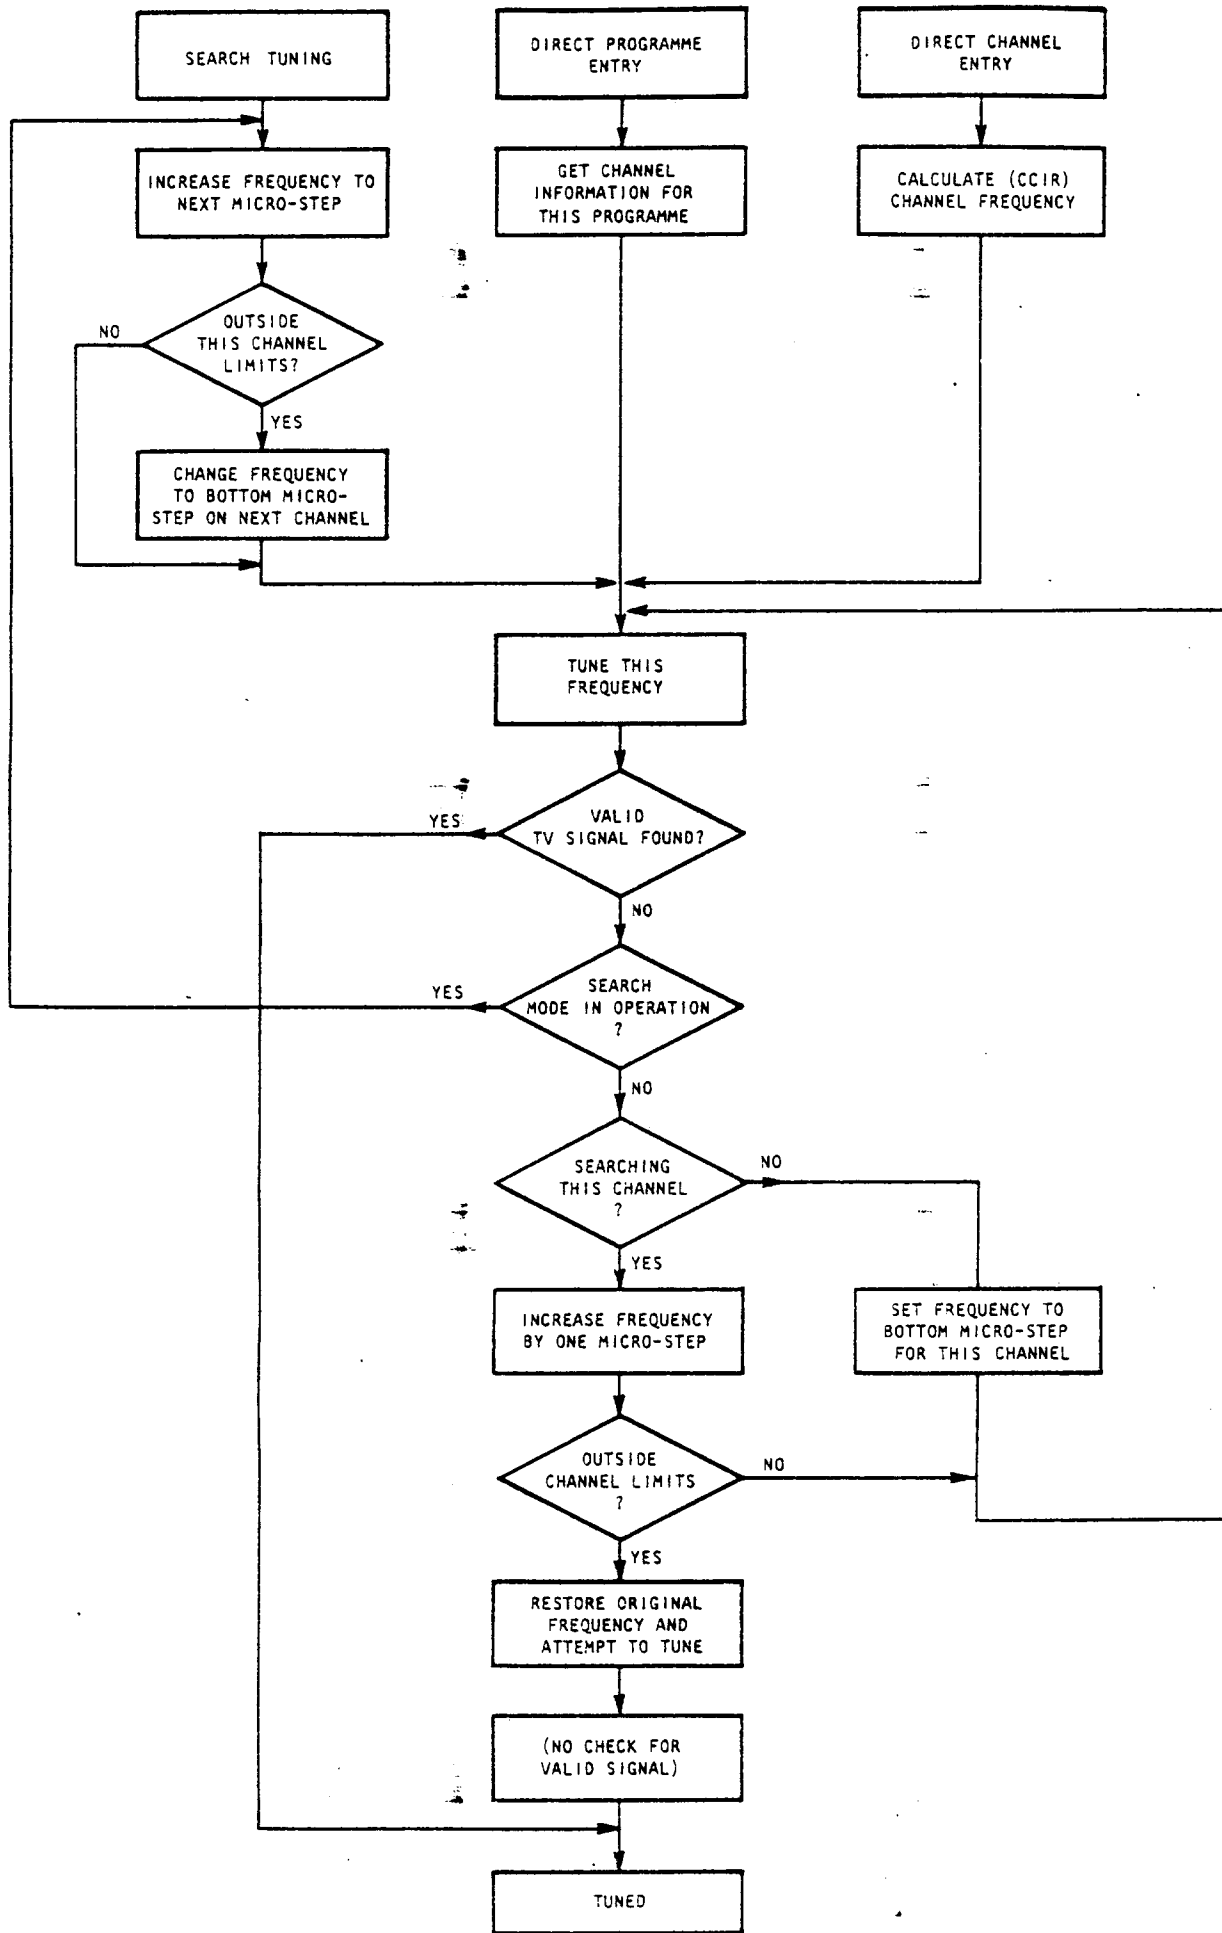 SEARCH TUNING
DIRECT PROGRAMME
ENTRY
DIRECT CHANNEL
ENTRY
INCREASE FREQUENCY TO
NEXT MICRO-STEP
GET CHANNEL
INFORMATION FOR
THIS PROGRAMME
CALCULATE (CCIR)
CHANNEL FREQUENCY
OUTSIDE
THIS CHANNEL
LIMITS?
NO
YES
CHANGE FREQUENCY
TO BOTTOM MICRO-
STEP ON NEXT CHANNEL
TUNE THIS
FREQUENCY
VALID
TV SIGNAL FOUND?
YES
NO
SEARCH
MODE IN OPERATION
?
YES
NO
SEARCHING
THIS CHANNEL
?
NO
YES
INCREASE FREQUENCY
BY ONE MICRO-STEP
SET FREQUENCY TO
BOTTOM MICRO-STEP
FOR THIS CHANNEL
OUTSIDE
CHANNEL LIMITS
?
NO
YES
RESTORE ORIGINAL
FREQUENCY AND
ATTEMPT TO TUNE
(NO CHECK FOR
VALID SIGNAL)
TUNED